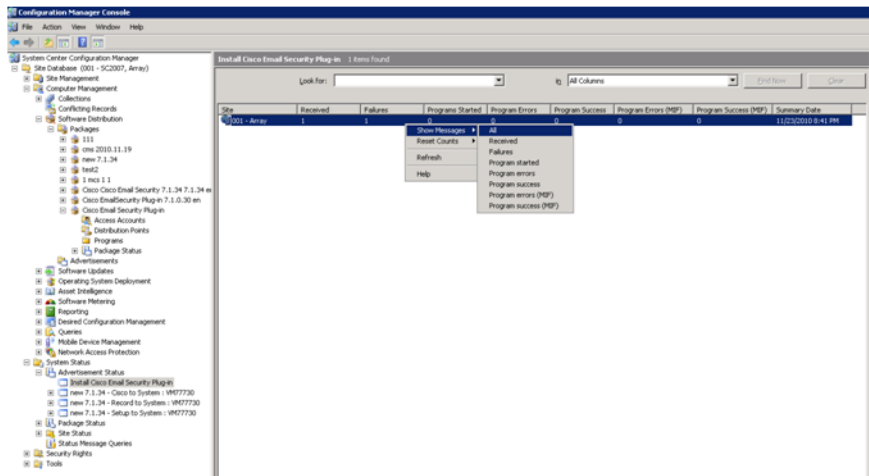 Configuration Manager Console
File Action View Window Help
System Center Configuration Manager
Site Database (001 - SC2007, Array)
Site Management
Computer Management
Collections
Conflicting Records
Software Distribution
Packages
111
cms 2010.11.19
new 7.1.34
test2
1 mcs 1 1
Cisco Cisco Email Security 7.1.34 7.1.34 en
Cisco EmailSecurity Plug-in 7.1.0.30 en
Cisco Email Security Plug-in
Access Accounts
Distribution Points
Programs
Package Status
Advertisements
Software Updates
Operating System Deployment
Asset Intelligence
Software Metering
Reporting
Desired Configuration Management
Queries
Mobile Device Management
Network Access Protection
System Status
Advertisement Status
Install Cisco Email Security Plug-in
new 7.1.34 - Cisco to System : VM77730
new 7.1.34 - Record to System : VM77730
new 7.1.34 - Setup to System : VM77730
Package Status
Site Status
Status Message Queries
Security Rights
Tools
Install Cisco Email Security Plug-in 1 items found
Look for: in All Columns Find Now Clear
Site Received Failures Programs Started Program Errors Program Success Program Errors (MIF) Program Success (MIF) Summary Date
001 - Array 1 1 0 0 0 0 0 11/23/2010 8:41 PM
Show Messages
Reset Counts
Refresh
Help
All
Received
Failures
Program started
Program errors
Program success
Program errors (MIF)
Program success (MIF)